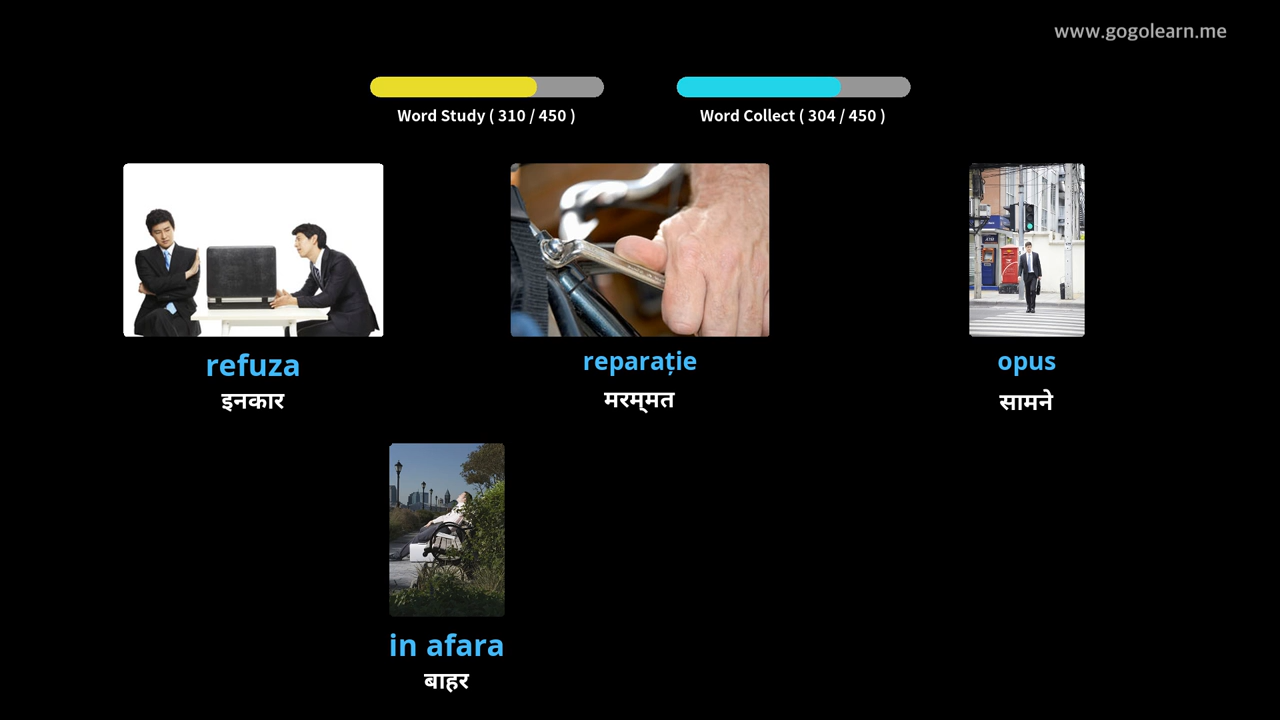 www.gogolearn.me
Word Study ( 310 / 450 )
Word Collect ( 304 / 450 )
refuza
इनकार
reparație
मरम्मत
opus
सामने
in afara
बाहर